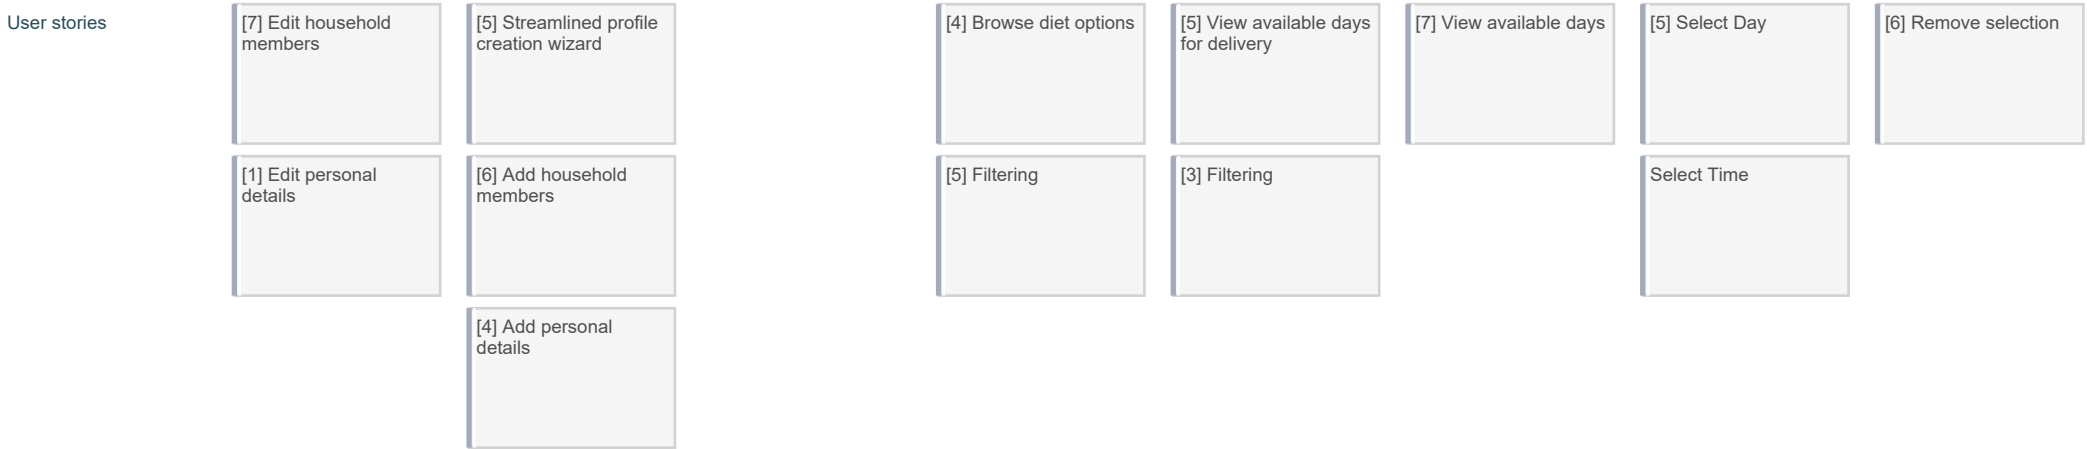 User stories
[7] Edit household
members
[5] Streamlined profile
creation wizard
[4] Browse diet options
[5] View available days
for delivery
[7] View available days
[5] Select Day
[6] Remove selection
[1] Edit personal
details
[6] Add household
members
[5] Filtering
[3] Filtering
Select Time
[4] Add personal
details